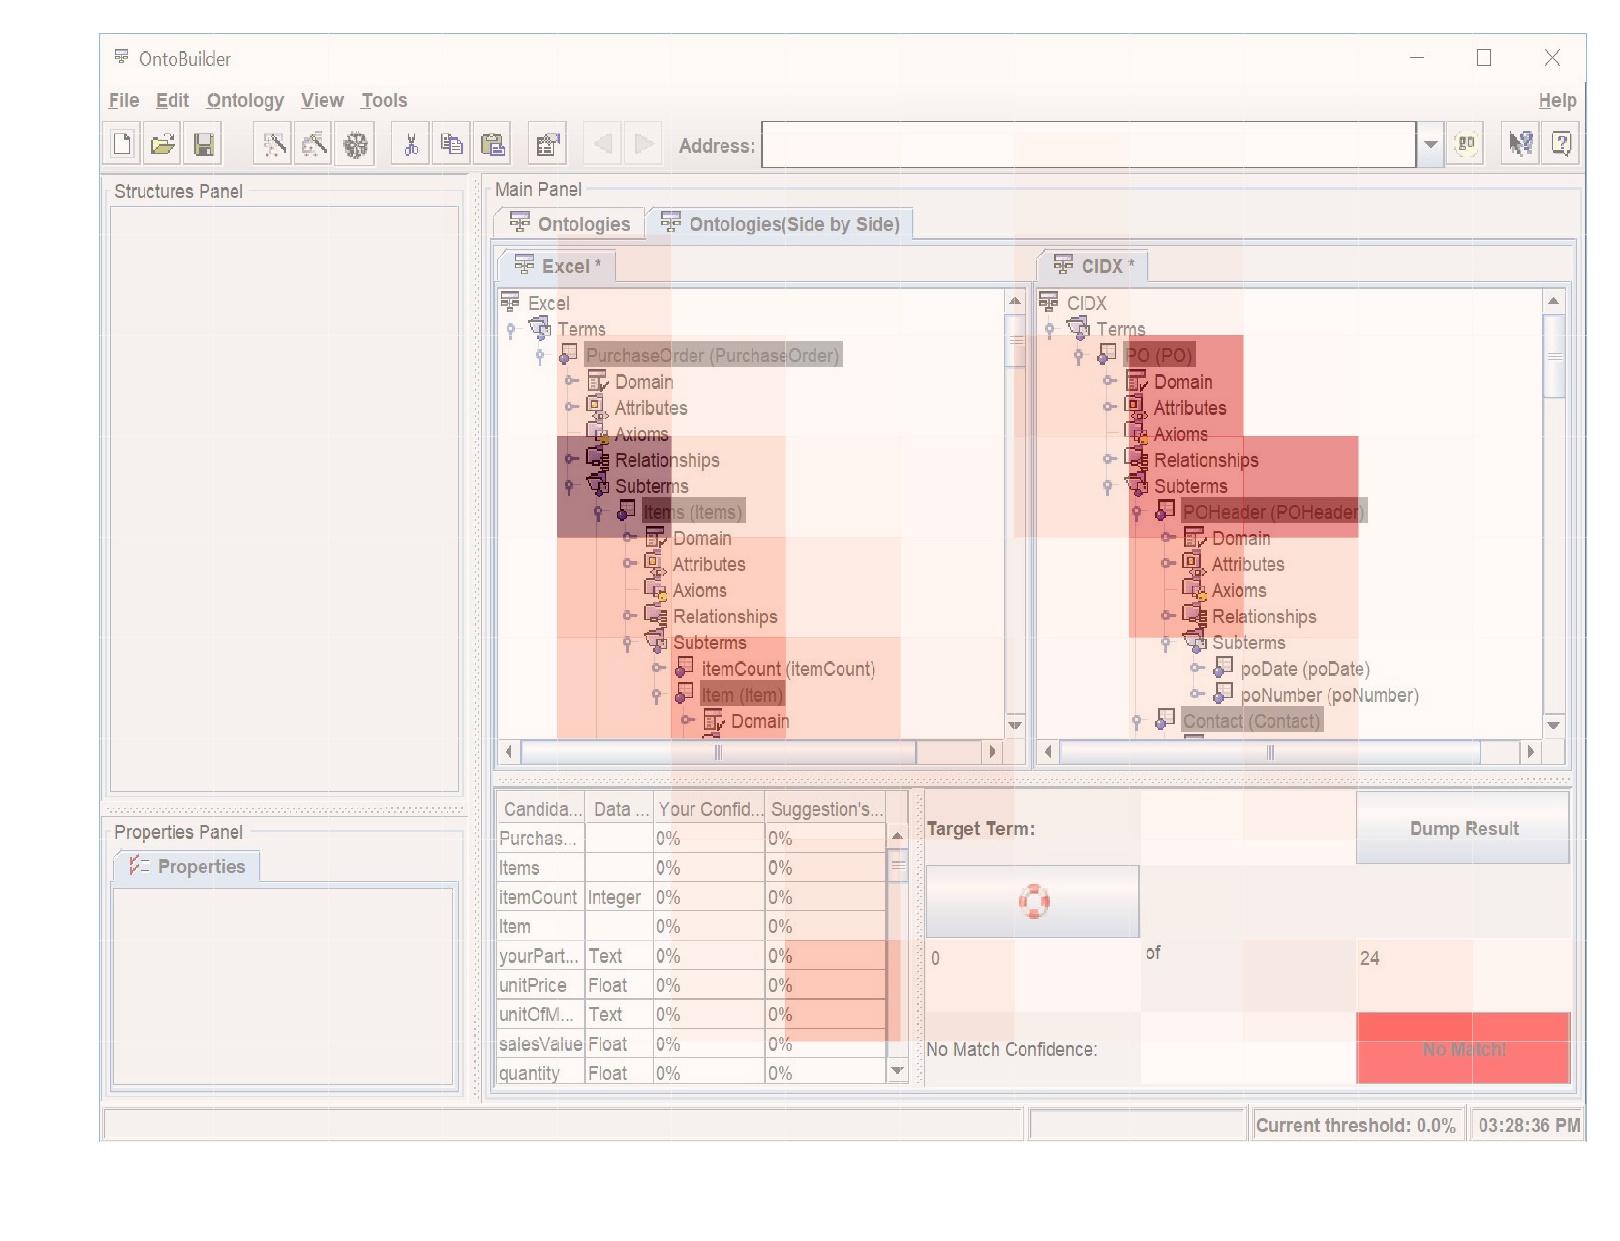 OntoBuilder
File Edit Ontology View Tools Help
Address: go
Structures Panel
Main Panel
Ontologies Ontologies(Side by Side)
Excel * CIDX *
Excel
Terms
PurchaseOrder (PurchaseOrder)
Domain
Attributes
Axioms
Relationships
Subterms
Items (Items)
Domain
Attributes
Axioms
Relationships
Subterms
itemCount (itemCount)
Item (Item)
Domain
CIDX
Terms
PO (PO)
Domain
Attributes
Axioms
Relationships
Subterms
POHeader (POHeader)
Domain
Attributes
Axioms
Relationships
Subterms
poDate (poDate)
poNumber (poNumber)
Contact (Contact)
Properties Panel
Properties
Candida... Data ... Your Confid... Suggestion's...
Purchas... 0% 0%
Items 0% 0%
itemCount Integer 0% 0%
Item 0% 0%
yourPart... Text 0% 0%
unitPrice Float 0% 0%
unitOfM... Text 0% 0%
salesValue Float 0% 0%
quantity Float 0% 0%
Target Term: Dump Result
0 of 24
No Match Confidence: No Match!
Current threshold: 0.0% 03:28:36 PM